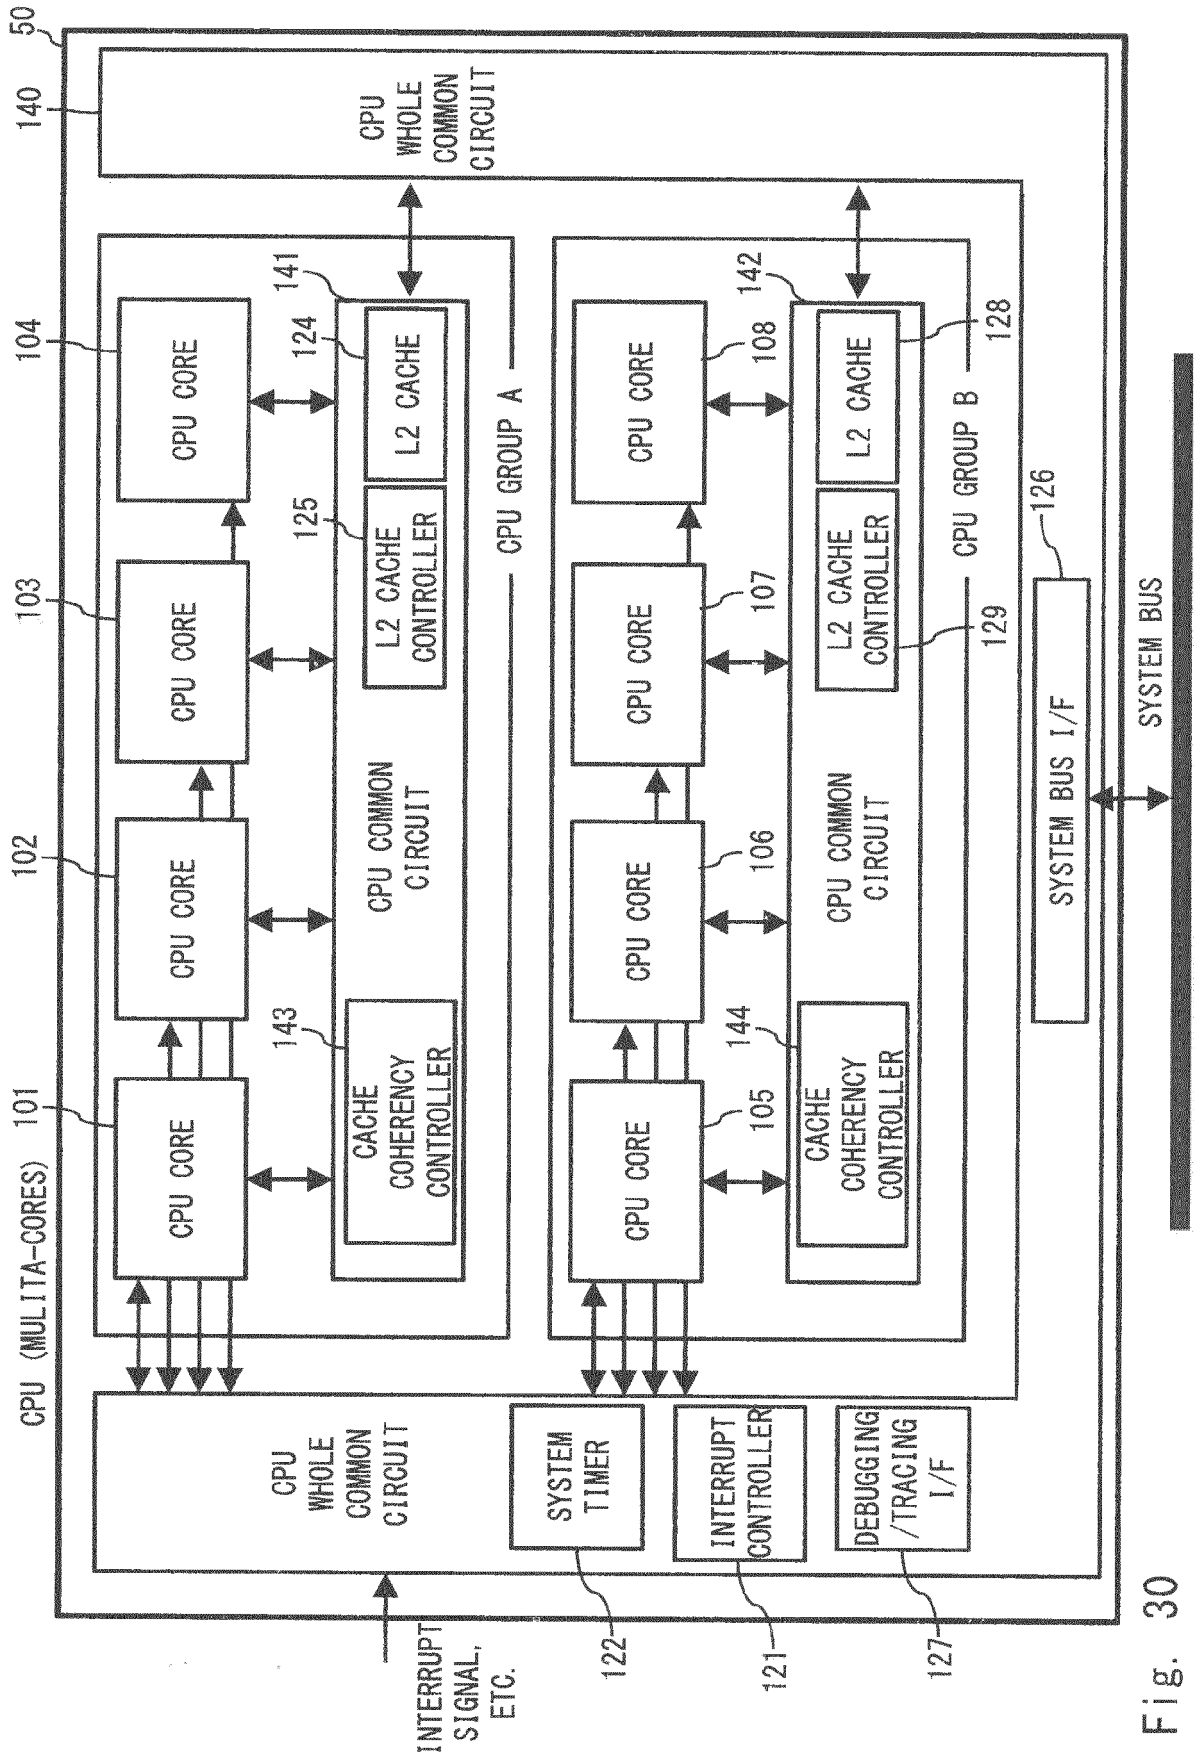 CPU (MULITA-CORES)
50
140
CPU
WHOLE
COMMON
CIRCUIT
101
102
103
104
CPU CORE
CPU CORE
CPU CORE
CPU CORE
143
125
124
141
CACHE
COHERENCY
CONTROLLER
CPU COMMON
CIRCUIT
L2 CACHE
CONTROLLER
L2 CACHE
CPU GROUP A
CPU
WHOLE
COMMON
CIRCUIT
SYSTEM
TIMER
INTERRUPT
CONTROLLER
DEBUGGING
/TRACING
I/F
INTERRUPT
SIGNAL,
ETC.
122
121
127
CPU CORE
CPU CORE
CPU CORE
CPU CORE
105
106
107
108
144
142
CACHE
COHERENCY
CONTROLLER
CPU COMMON
CIRCUIT
L2 CACHE
CONTROLLER
L2 CACHE
129
128
CPU GROUP B
126
SYSTEM BUS I/F
SYSTEM BUS
Fig. 30